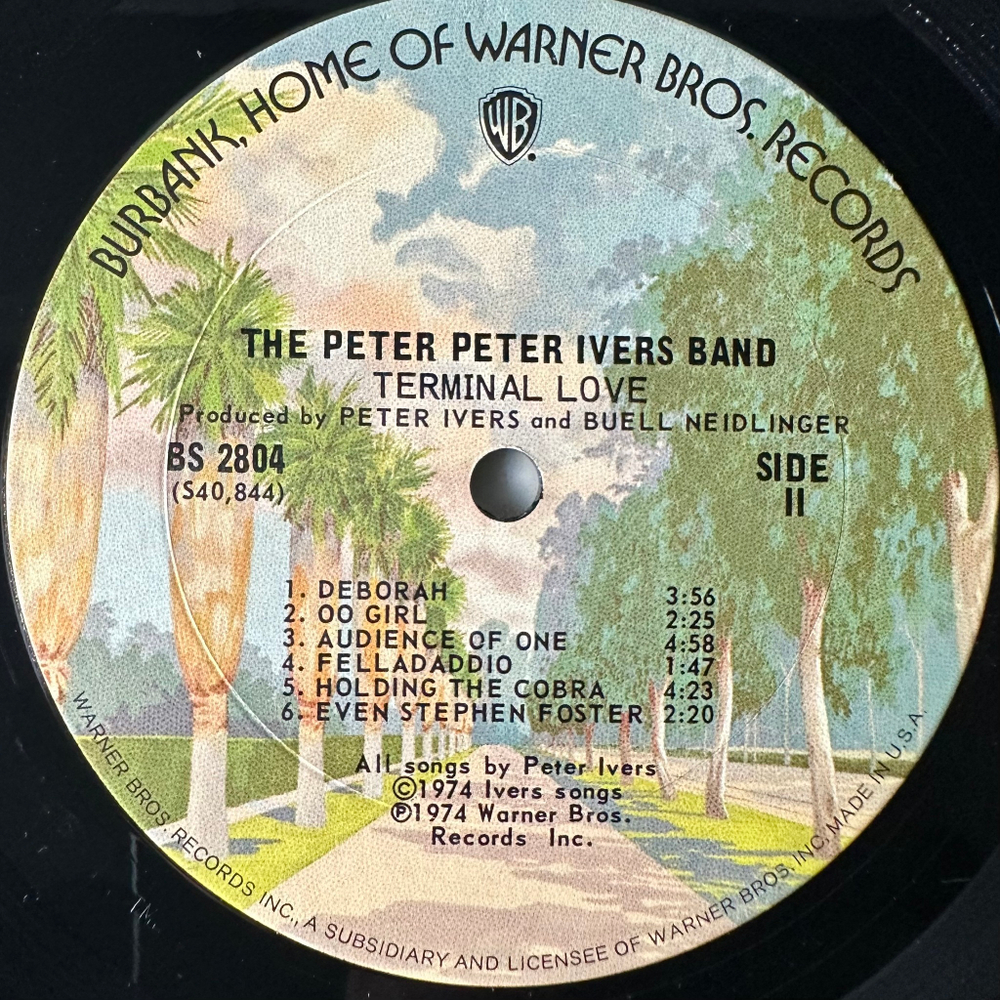 BURBANK, HOME OF WARNER BROS. RECORDS
WB
THE PETER PETER IVERS BAND
TERMINAL LOVE
Produced by PETER IVERS and BUELL NEIDLINGER
BS 2804
(S40,844)
SIDE
II
1. DEBORAH 3:56
2. OO GIRL 2:25
3. AUDIENCE OF ONE 4:58
4. FELLADADDIO 1:47
5. HOLDING THE COBRA 4:23
6. EVEN STEPHEN FOSTER 2:20
All songs by Peter Ivers
©1974 Ivers songs
℗1974 Warner Bros.
Records Inc.
WARNER BROS. RECORDS INC., A SUBSIDIARY AND LICENSEE OF WARNER BROS. INC. MADE IN U.S.A.
TM